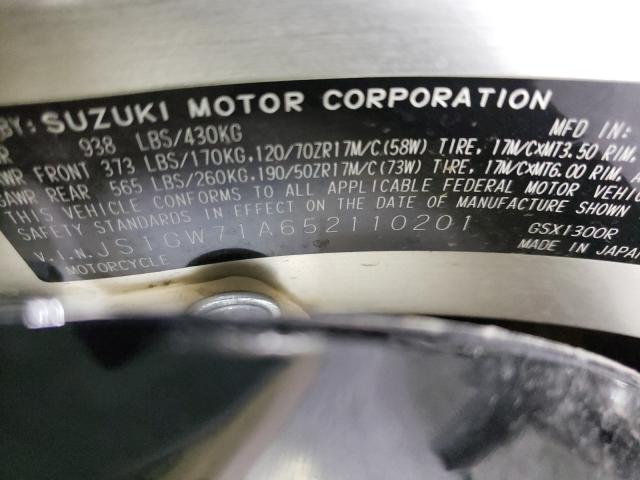 BY: SUZUKI MOTOR CORPORATION MFD IN:
938 LBS/430KG
FRONT 373 LBS/170KG, 120/70ZR17M/C(58W) TIRE, 17M/CXMT3.50 RIM,
GAWR REAR 565 LBS/260KG, 190/50ZR17M/C(73W) TIRE, 17M/CXMT6.00 RIM,
THIS VEHICLE CONFORMS TO ALL APPLICABLE FEDERAL MOTOR VEHIC
SAFETY STANDARDS IN EFFECT ON THE DATE OF MANUFACTURE SHOWN
V.I.N. JS1GW71A652110201 GSX1300R
MOTORCYCLE MADE IN JAPAN